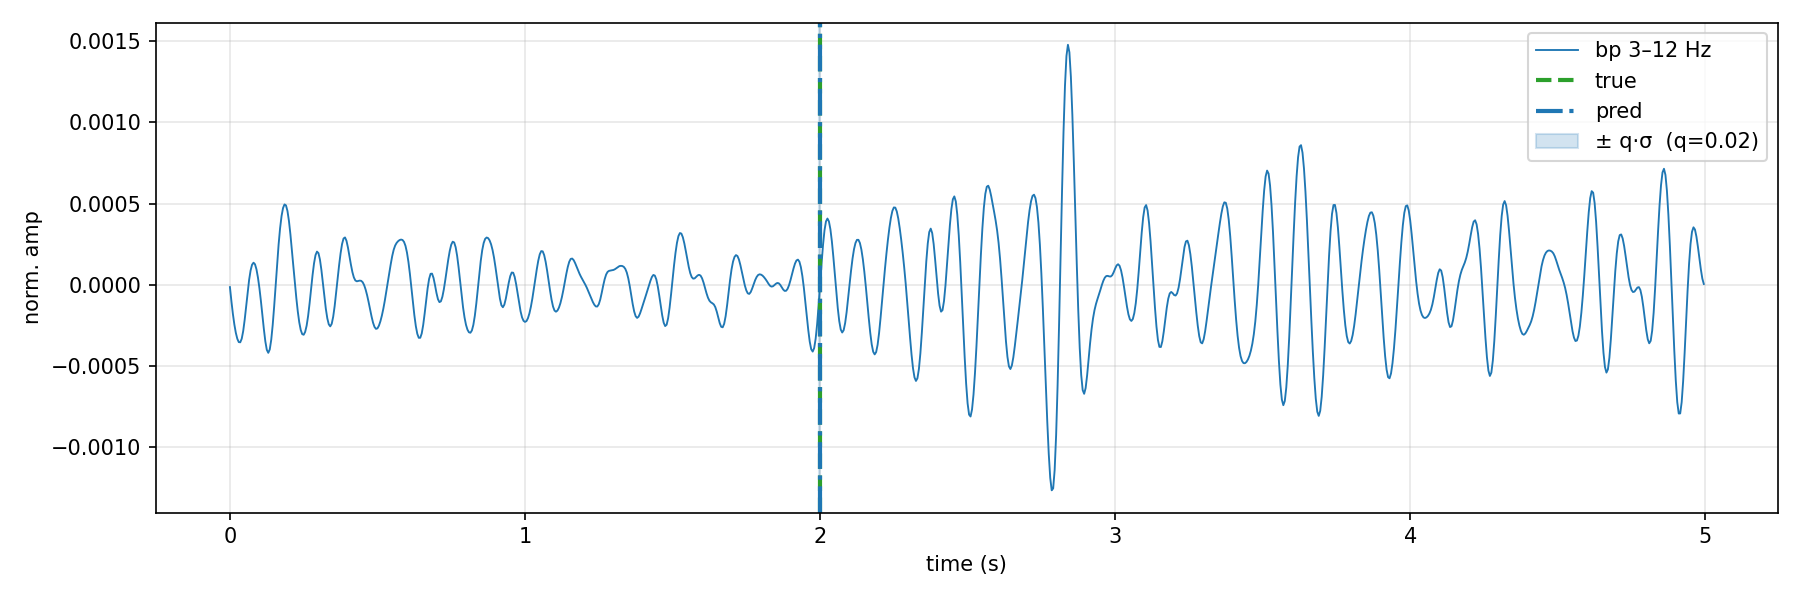 norm. amp
0.0015
0.0010
0.0005
0.0000
−0.0005
−0.0010
bp 3–12 Hz
true
pred
± q·σ (q=0.02)
0 1 2 3 4 5
time (s)